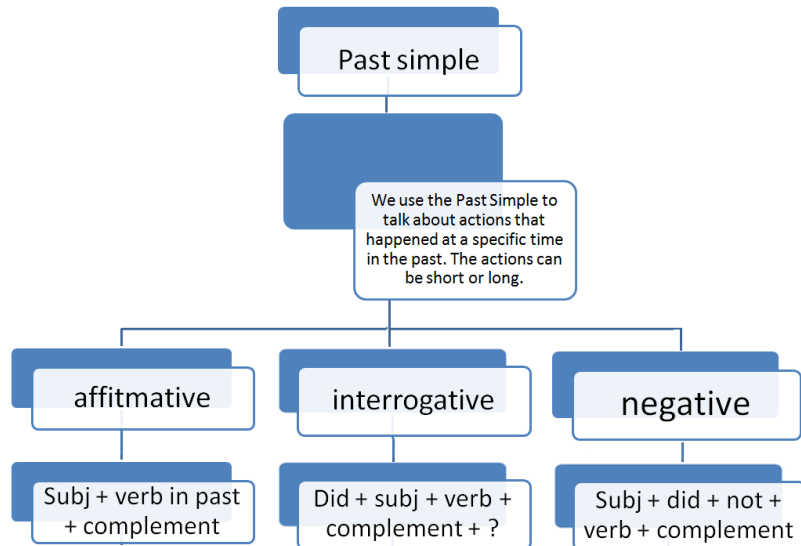 Past simple
We use the Past Simple to
talk about actions that
happened at a specific time
in the past. The actions can
be short or long.
affitmative
interrogative
negative
Subj + verb in past
+ complement
Did + subj + verb +
complement + ?
Subj + did + not +
verb + complement